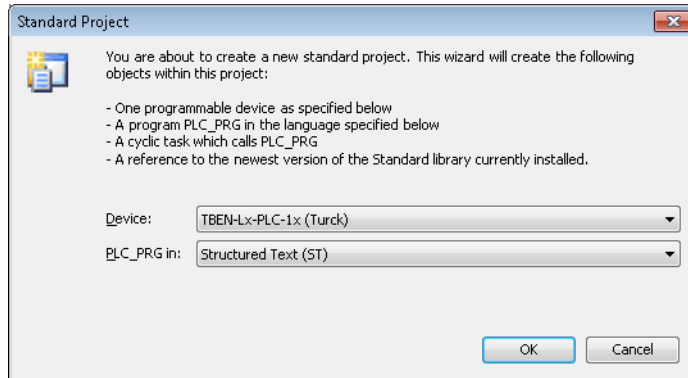 Standard Project
You are about to create a new standard project. This wizard will create the following
objects within this project:
- One programmable device as specified below
- A program PLC_PRG in the language specified below
- A cyclic task which calls PLC_PRG
- A reference to the newest version of the Standard library currently installed.
Device: TBEN-Lx-PLC-1x (Turck)
PLC_PRG in: Structured Text (ST)
OK Cancel